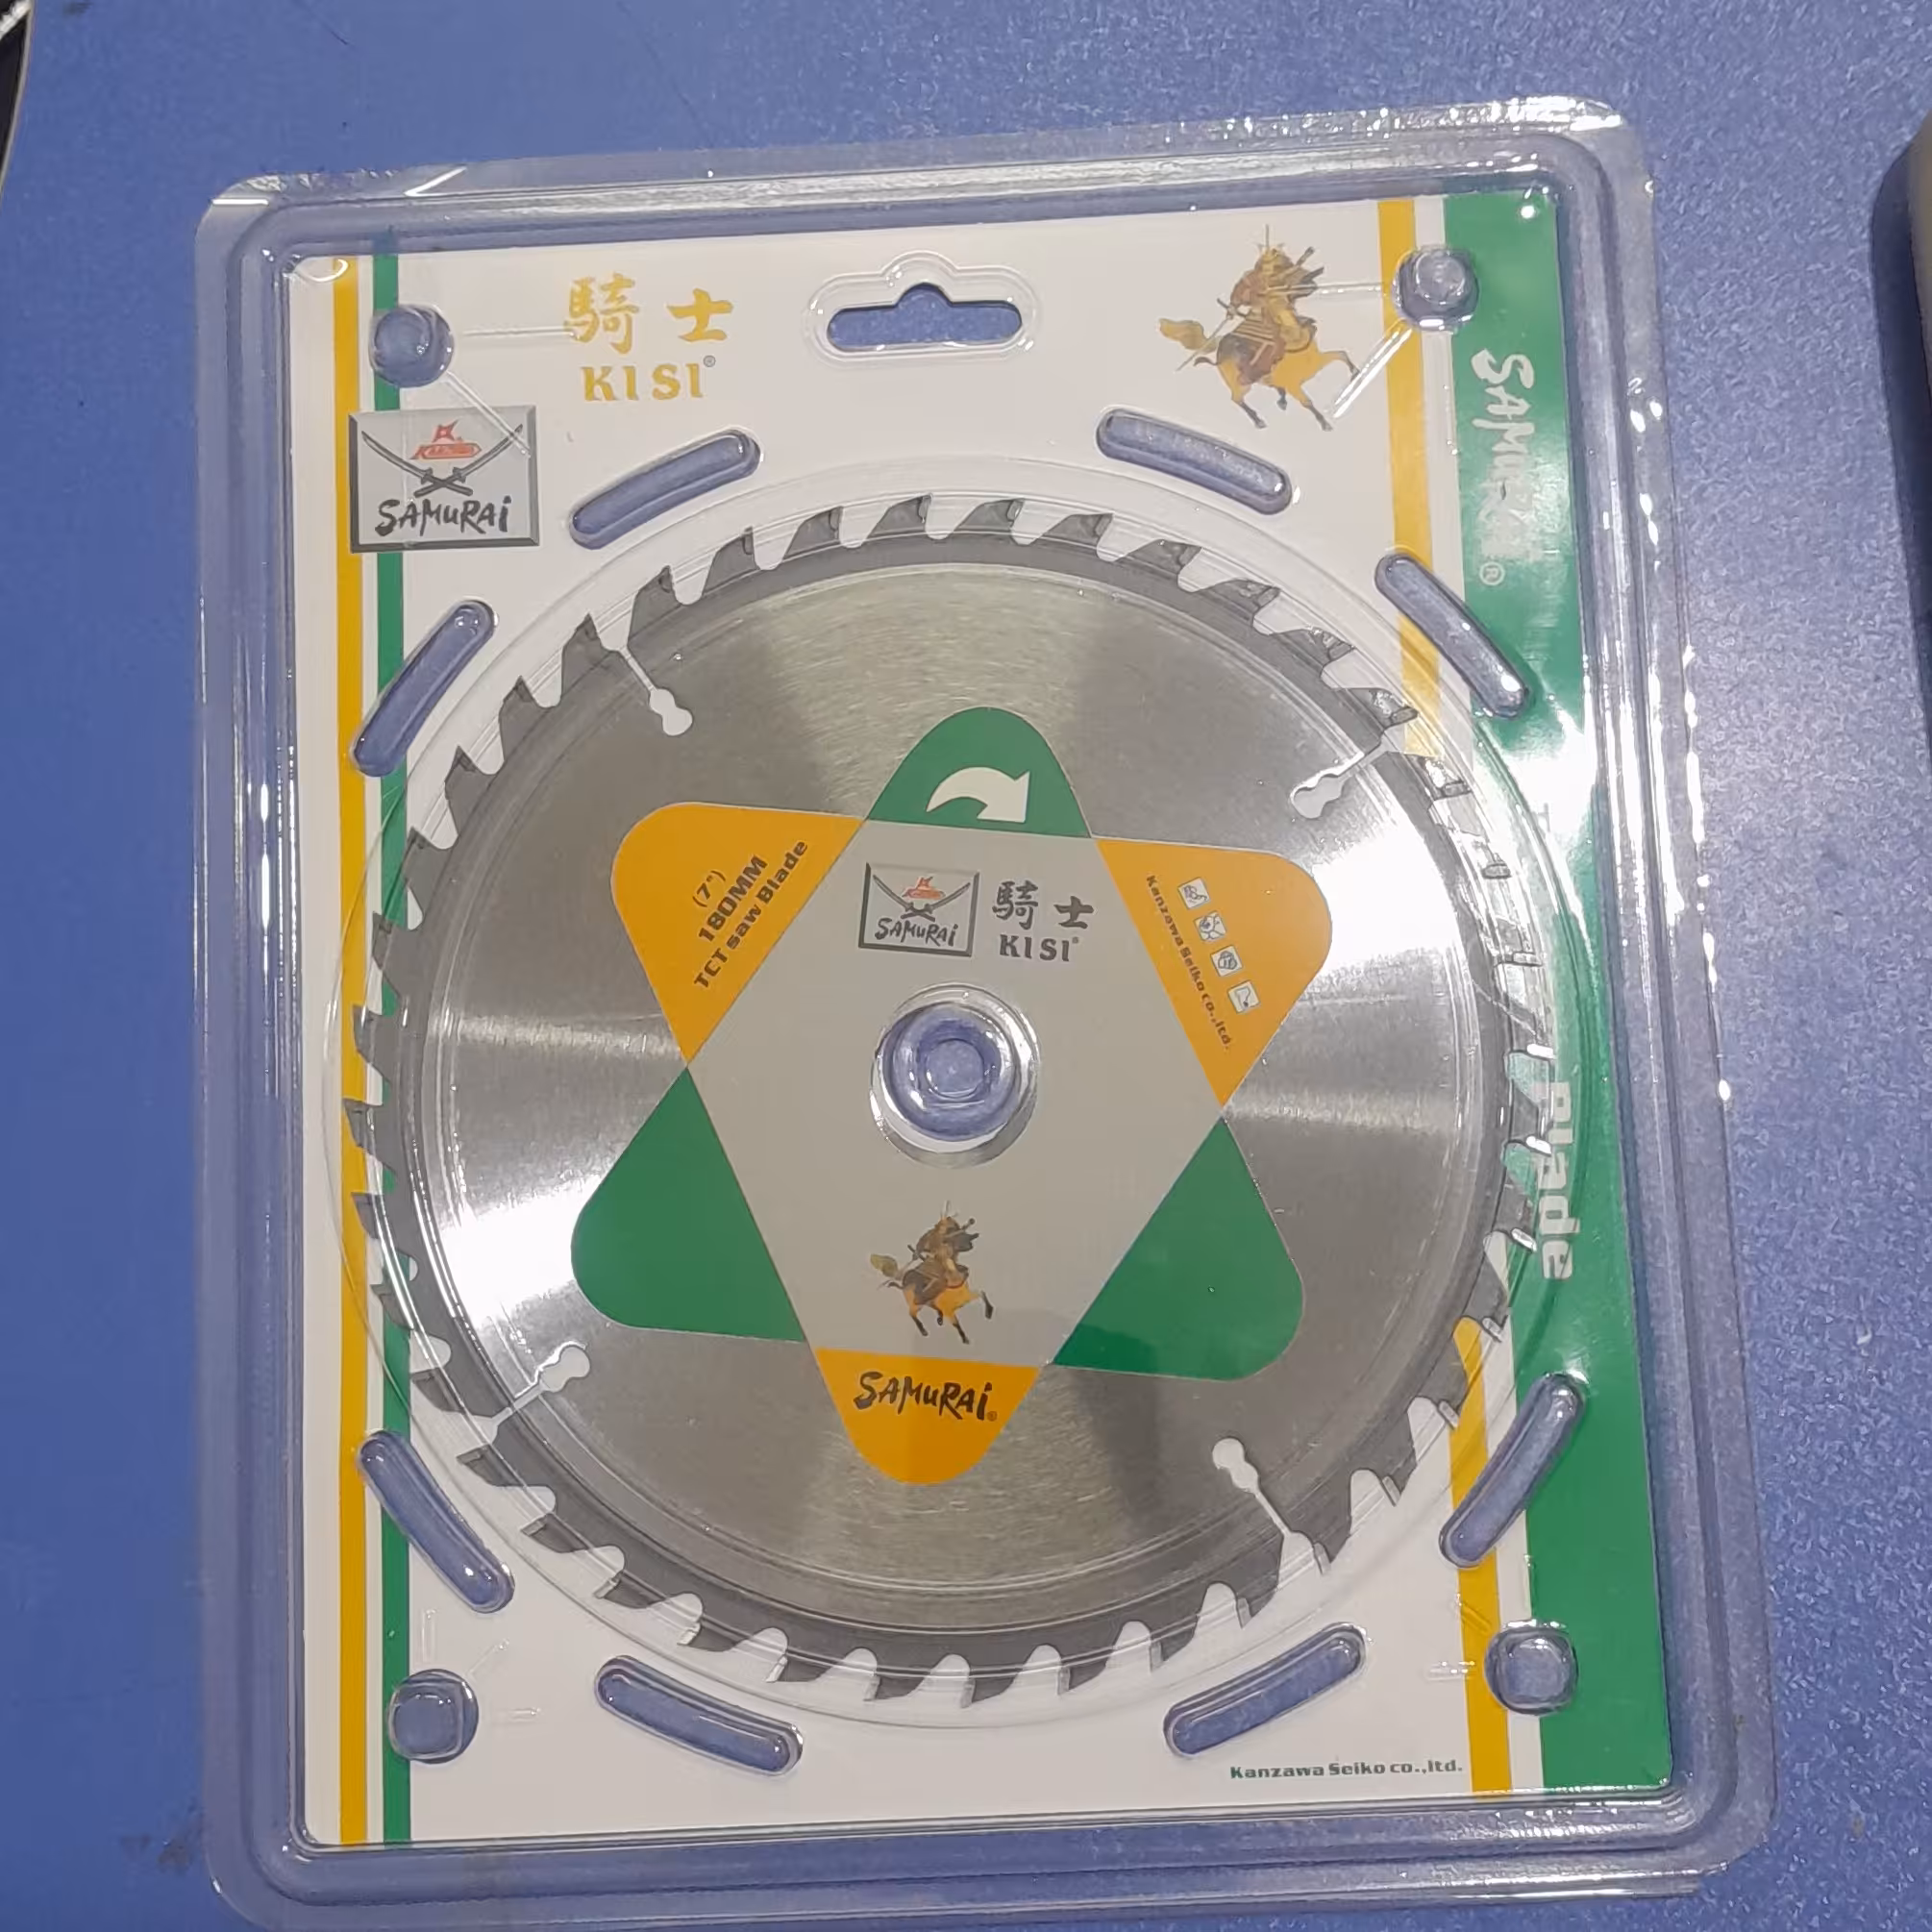 騎士
KISI®
SAMURAI
SAMURAI®
Blade
(7")
180MM
TCT saw Blade
SAMURAI
騎士
KISI®
Kanzawa Seiko co.,ltd.
SAMURAI®
Kanzawa Seiko co.,ltd.